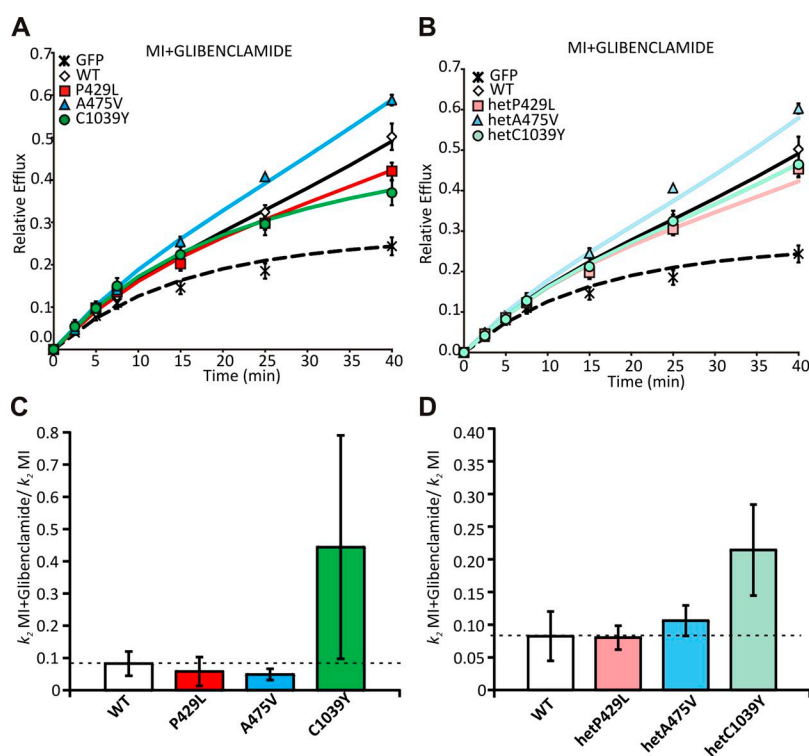 A
MI+GLIBENCLAMIDE
GFP
WT
P429L
A475V
C1039Y
Relative Efflux
0.7
0.6
0.5
0.4
0.3
0.2
0.1
0.0
0 5 10 15 20 25 30 35 40
Time (min)
B
MI+GLIBENCLAMIDE
GFP
WT
hetP429L
hetA475V
hetC1039Y
Relative Efflux
0.7
0.6
0.5
0.4
0.3
0.2
0.1
0.0
0 5 10 15 20 25 30 35 40
Time (min)
C
k2 MI+Glibenclamide/ k2 MI
0.8
0.7
0.6
0.5
0.4
0.3
0.2
0.1
0
WT P429L A475V C1039Y
D
k2 MI+Glibenclamide/ k2 MI
0.40
0.35
0.30
0.25
0.20
0.15
0.10
0.05
0
WT hetP429L hetA475V hetC1039Y